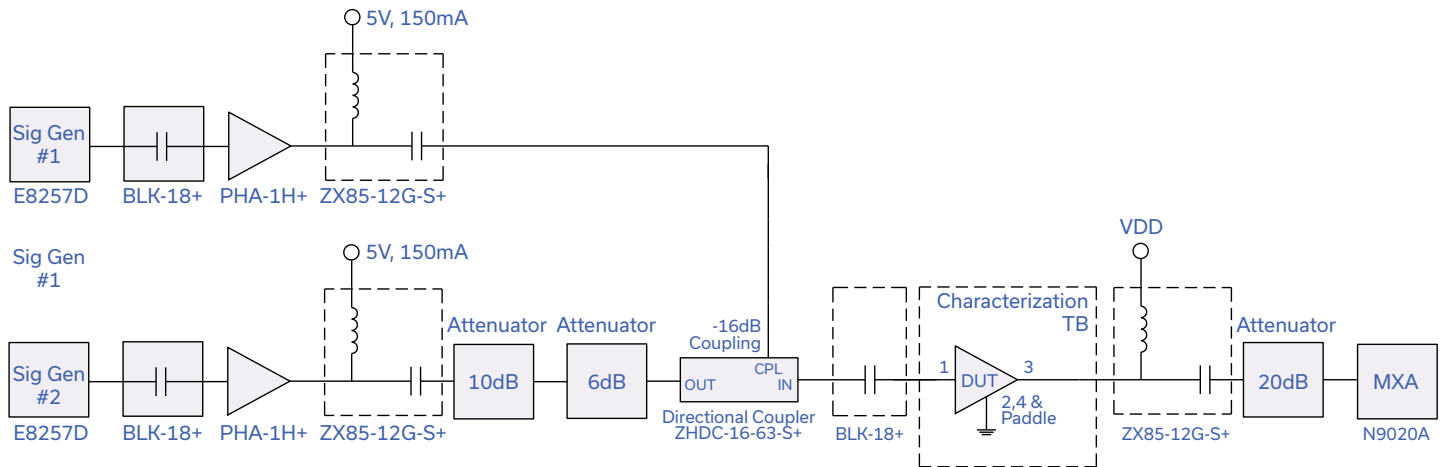 5V, 150mA
Sig Gen
#1
E8257D
BLK-18+
PHA-1H+
ZX85-12G-S+
Sig Gen
#1
5V, 150mA
Sig Gen
#2
E8257D
BLK-18+
PHA-1H+
ZX85-12G-S+
Attenuator
10dB
Attenuator
6dB
-16dB
Coupling
CPL
OUT
IN
Directional Coupler
ZHDC-16-63-S+
BLK-18+
Characterization
TB
1
DUT
3
2,4 &
Paddle
VDD
ZX85-12G-S+
Attenuator
20dB
MXA
N9020A